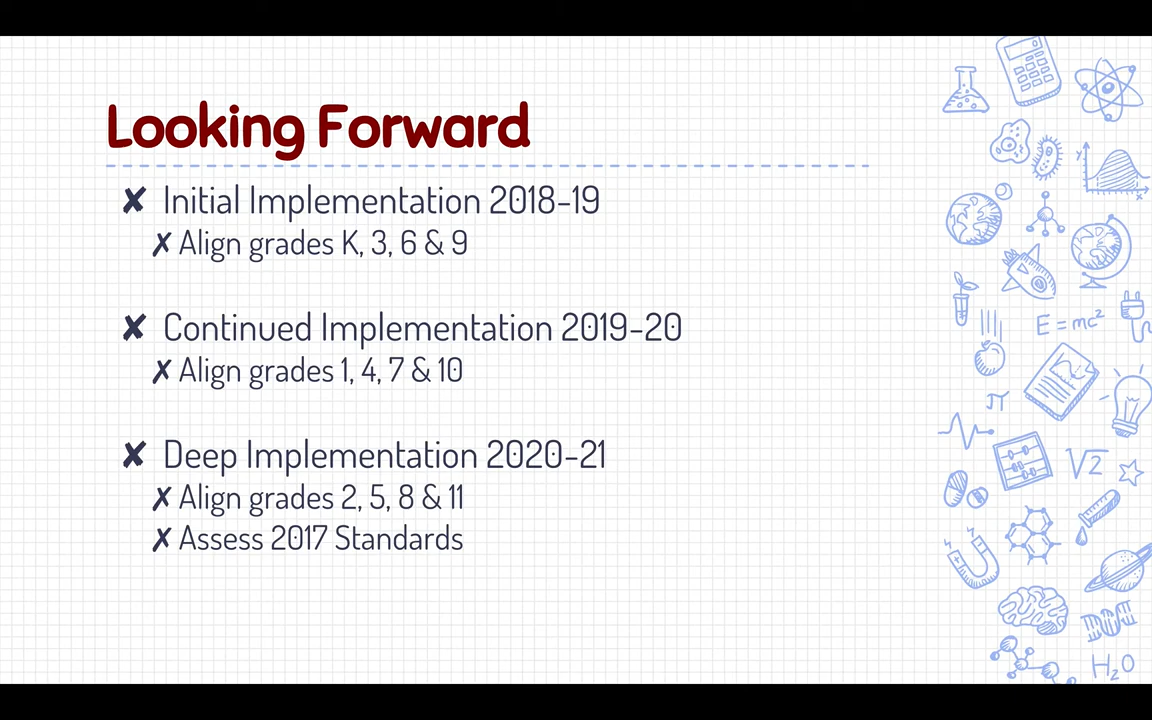 Looking Forward
✘ Initial Implementation 2018-19
✗ Align grades K, 3, 6 & 9
✘ Continued Implementation 2019-20
✗ Align grades 1, 4, 7 & 10
✘ Deep Implementation 2020-21
✗ Align grades 2, 5, 8 & 11
✗ Assess 2017 Standards
y
x
E=mc²
π
√2
H₂O